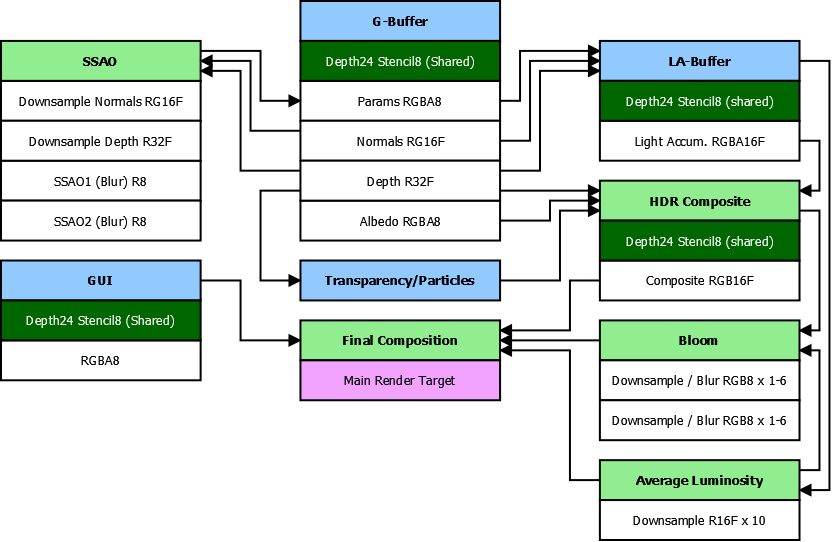 G-Buffer
Depth24 Stencil8 (Shared)
Params RGBA8
Normals RG16F
Depth R32F
Albedo RGBA8
SSAO
Downsample Normals RG16F
Downsample Depth R32F
SSAO1 (Blur) R8
SSAO2 (Blur) R8
LA-Buffer
Depth24 Stencil8 (shared)
Light Accum. RGBA16F
HDR Composite
Depth24 Stencil8 (shared)
Composite RGB16F
GUI
Depth24 Stencil8 (Shared)
RGBA8
Transparency/Particles
Final Composition
Main Render Target
Bloom
Downsample / Blur RGB8 x 1-6
Downsample / Blur RGB8 x 1-6
Average Luminosity
Downsample R16F x 10